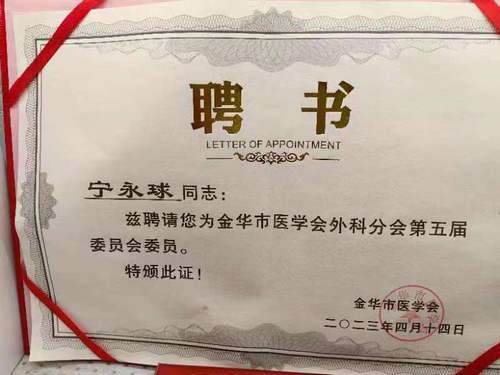 聘书
LETTER OF APPOINTMENT
宁永球同志：
兹聘请您为金华市医学会外科分会第五届
委员会委员。
特颁此证！
金华市医学会
二〇二三年四月十四日